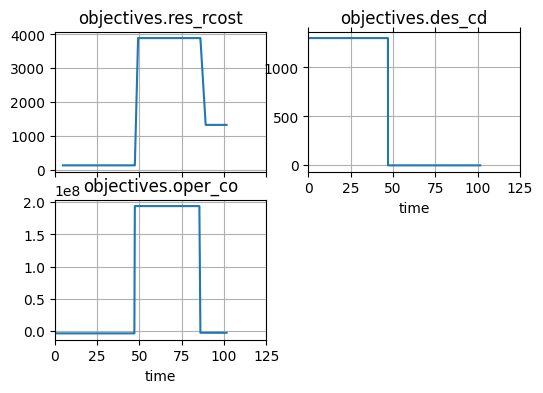 objectives.res_rcost
4000
3000
2000
1000
0
objectives.des_cd
1000
500
0
0 25 50 75 100 125
time
objectives.oper_co
1e8
2.0
1.5
1.0
0.5
0.0
0 25 50 75 100 125
time